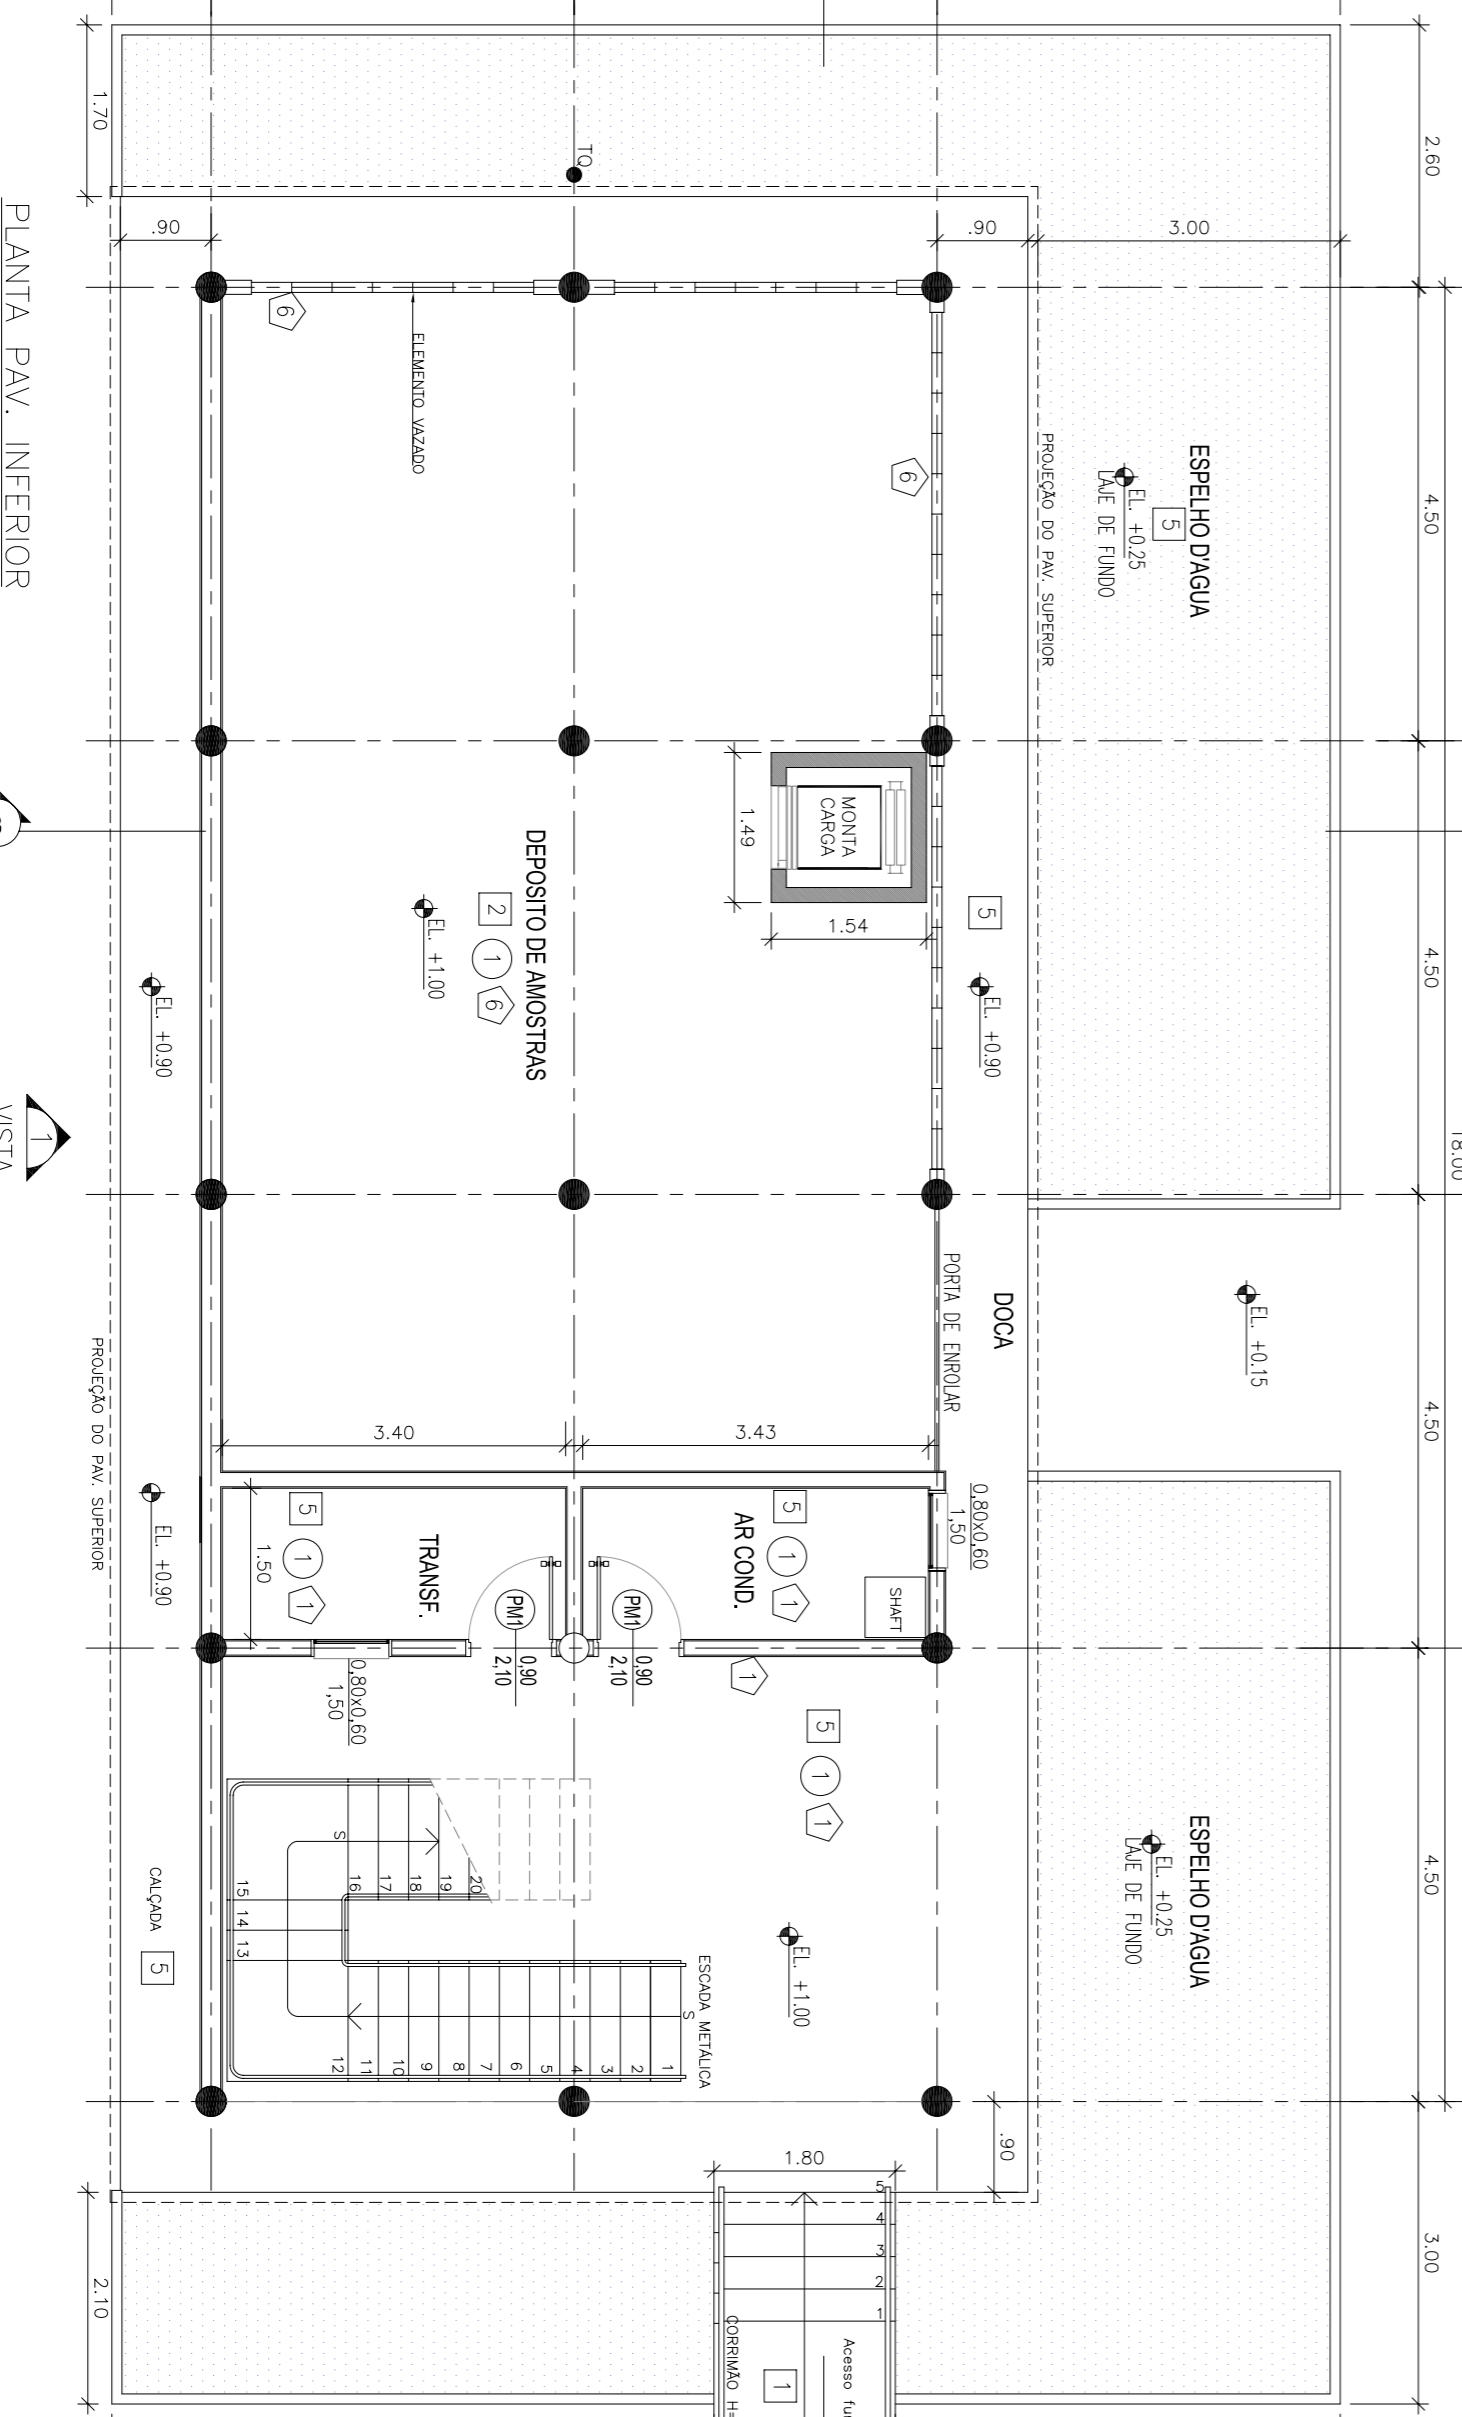 2.60
4.50
4.50
4.50
4.50
3.00
18.00
1.70
.90
.90
3.00
TQ
6
ELEMENTO VAZADO
6
PROJEÇÃO DO PAV. SUPERIOR
ESPELHO D'AGUA
5
EL. +0.25
LAJE DE FUNDO
PLANTA PAV. INFERIOR
MONTA
CARGA
1.49
1.54
5
EL. +0.90
DEPOSITO DE AMOSTRAS
2
1
6
EL. +1.00
EL. +0.90
1
VISTA
DOCA
PORTA DE ENROLAR
EL. +0.15
3.40
3.43
PROJEÇÃO DO PAV. SUPERIOR
EL. +0.90
0,80x0,60
1,50
AR COND.
5
1
1
SHAFT
TRANSF.
5
1
1
1.50
PM1
0,90
2,10
PM1
0,90
2,10
1
0,80x0,60
1,50
5
1
1
ESPELHO D'AGUA
EL. +0.25
LAJE DE FUNDO
EL. +1.00
ESCADA METÁLICA
S
1
2
3
4
5
6
7
8
9
10
11
12
13
14
15
16
17
18
19
20
S
CALÇADA
5
.90
1.80
5
4
3
2
1
CORRIMÃO H=
1
Acesso
2.10